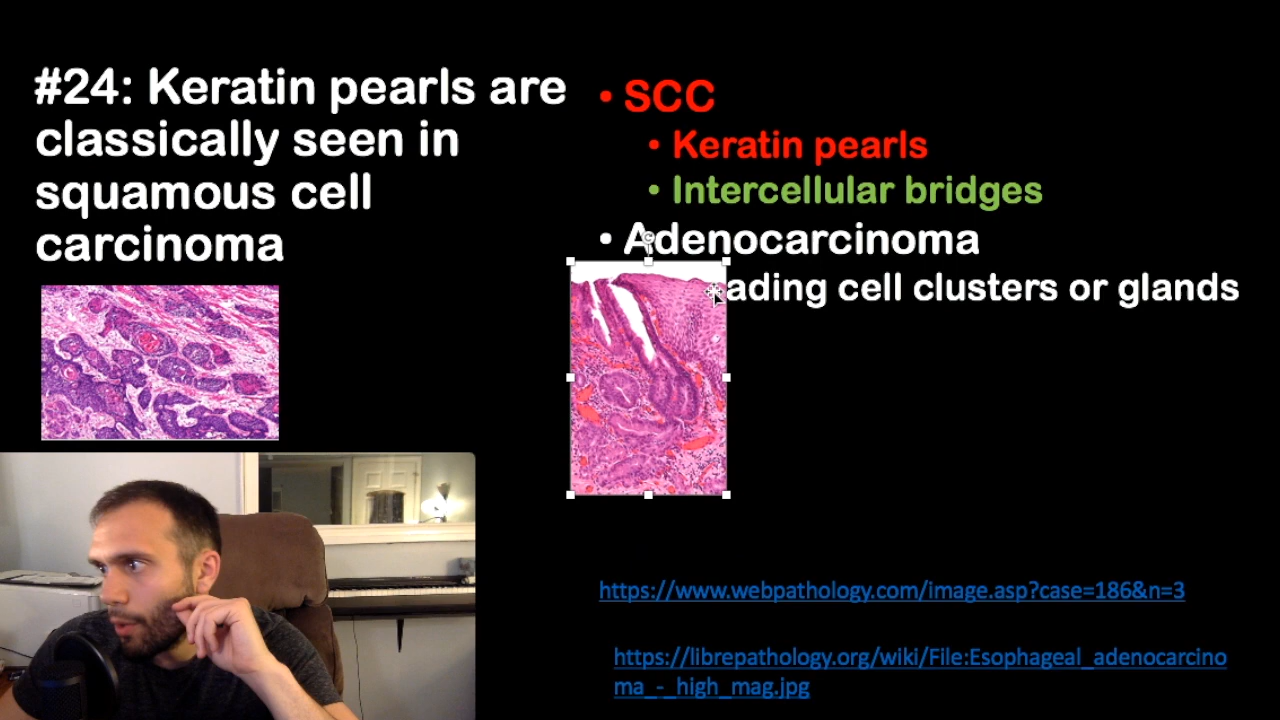 #24: Keratin pearls are
classically seen in
squamous cell
carcinoma
• SCC
• Keratin pearls
• Intercellular bridges
• Adenocarcinoma
cell clusters or glands
https://www.webpathology.com/image.asp?case=186&n=3
https://librepathology.org/wiki/File:Esophageal_adenocarcino
ma_-_high_mag.jpg